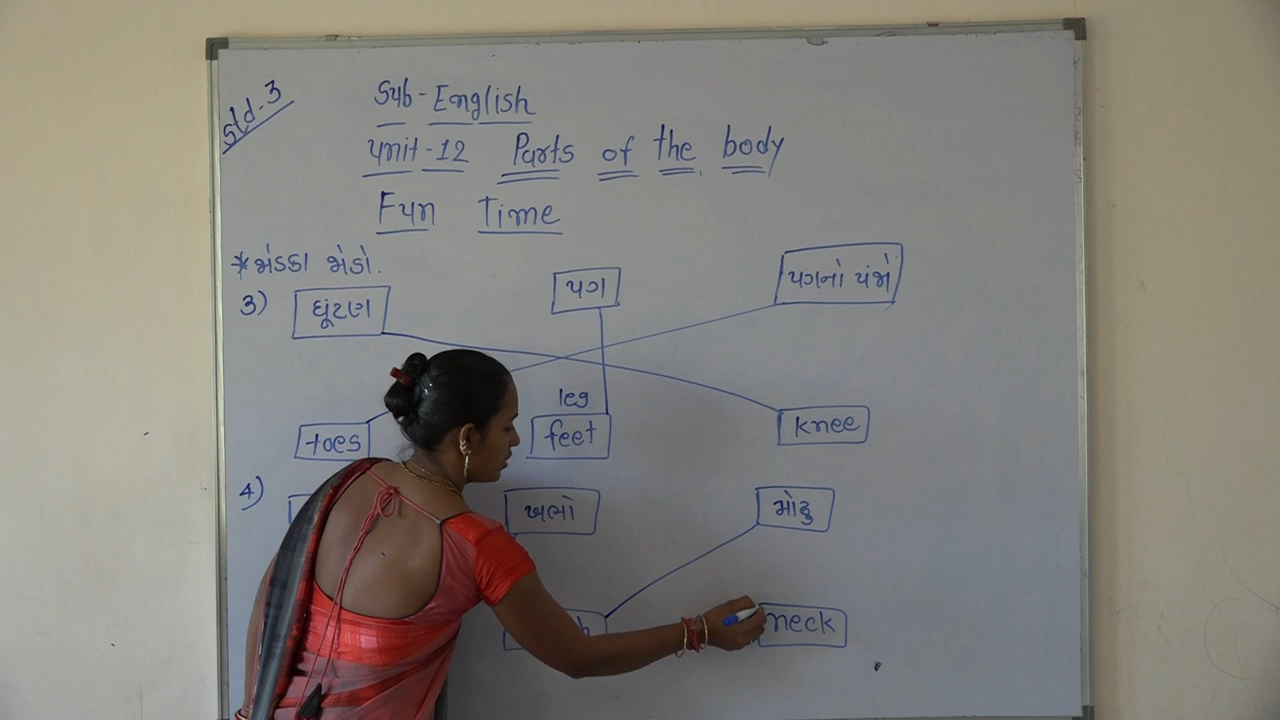 Std-3
Sub-English
Unit-12 Parts of the body
Fun Time
*જોડકા જોડો.
3) ઘૂંટણ પગ પગનો પંજો
leg
toes feet knee
4) ખભો મોઢુ
neck